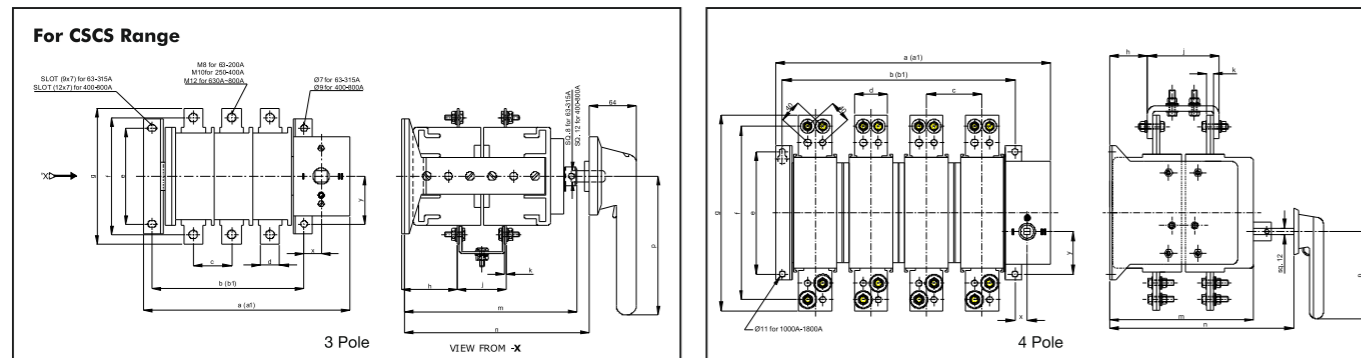 For CSCS Range
M8 for 63-200A
M10for 250-400A
M12 for 630A~800A
SLOT (9x7) for 63-315A
SLOT (12x7) for 400-800A
Ø7 for 63-315A
Ø9 for 400-800A
g
f
e
"X
y
x
c
d
b (b1)
a (a1)
3 Pole
SQ. 8 for 63-315A
SQ. 12 for 400-800A
64
p
k
h
j
m
n
VIEW FROM -X
a (a1)
b (b1)
d
c
40
45
g
f
e
y
x
Ø11 for 1000A-1800A
4 Pole
h
j
k
SQ. 12
p
m
n